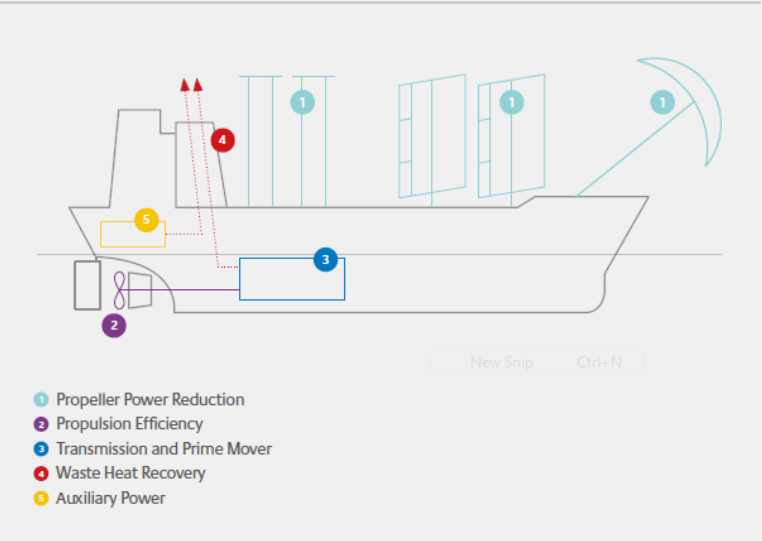 1
1
1
4
5
3
2
New Snip Ctrl+N
1 Propeller Power Reduction
2 Propulsion Efficiency
3 Transmission and Prime Mover
4 Waste Heat Recovery
5 Auxiliary Power